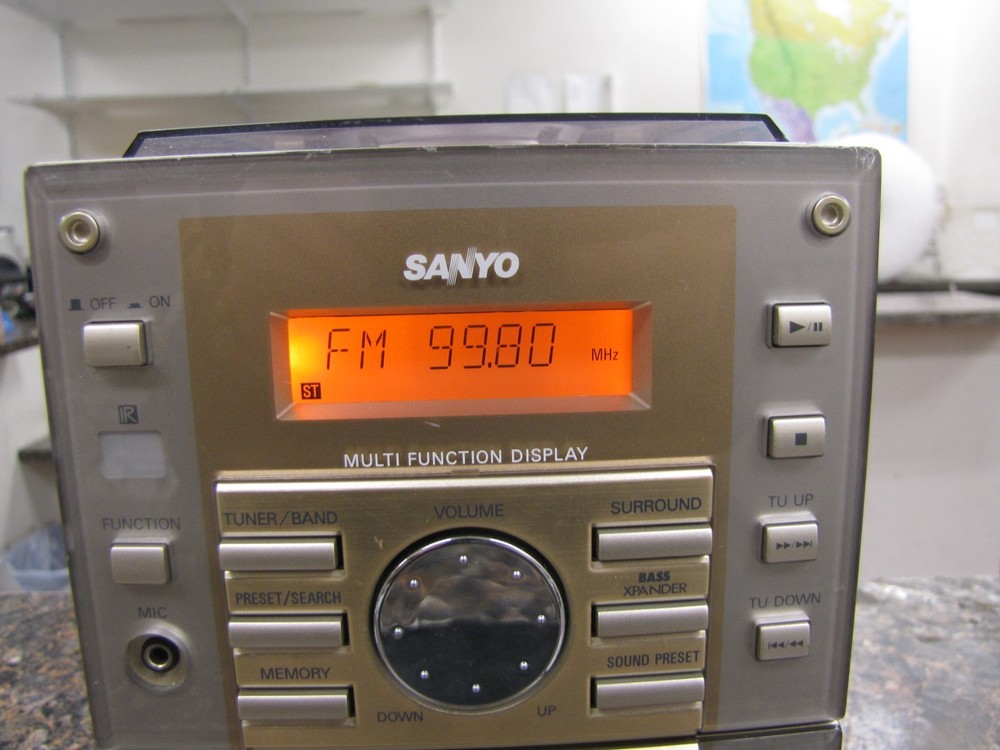 SANYO
OFF ON
FM 99.80 MHz
ST
IR
MULTI FUNCTION DISPLAY
TUNER/BAND
VOLUME
SURROUND
TU UP
FUNCTION
BASS
XPANDER
PRESET/SEARCH
TU DOWN
MIC
MEMORY
SOUND PRESET
DOWN
UP